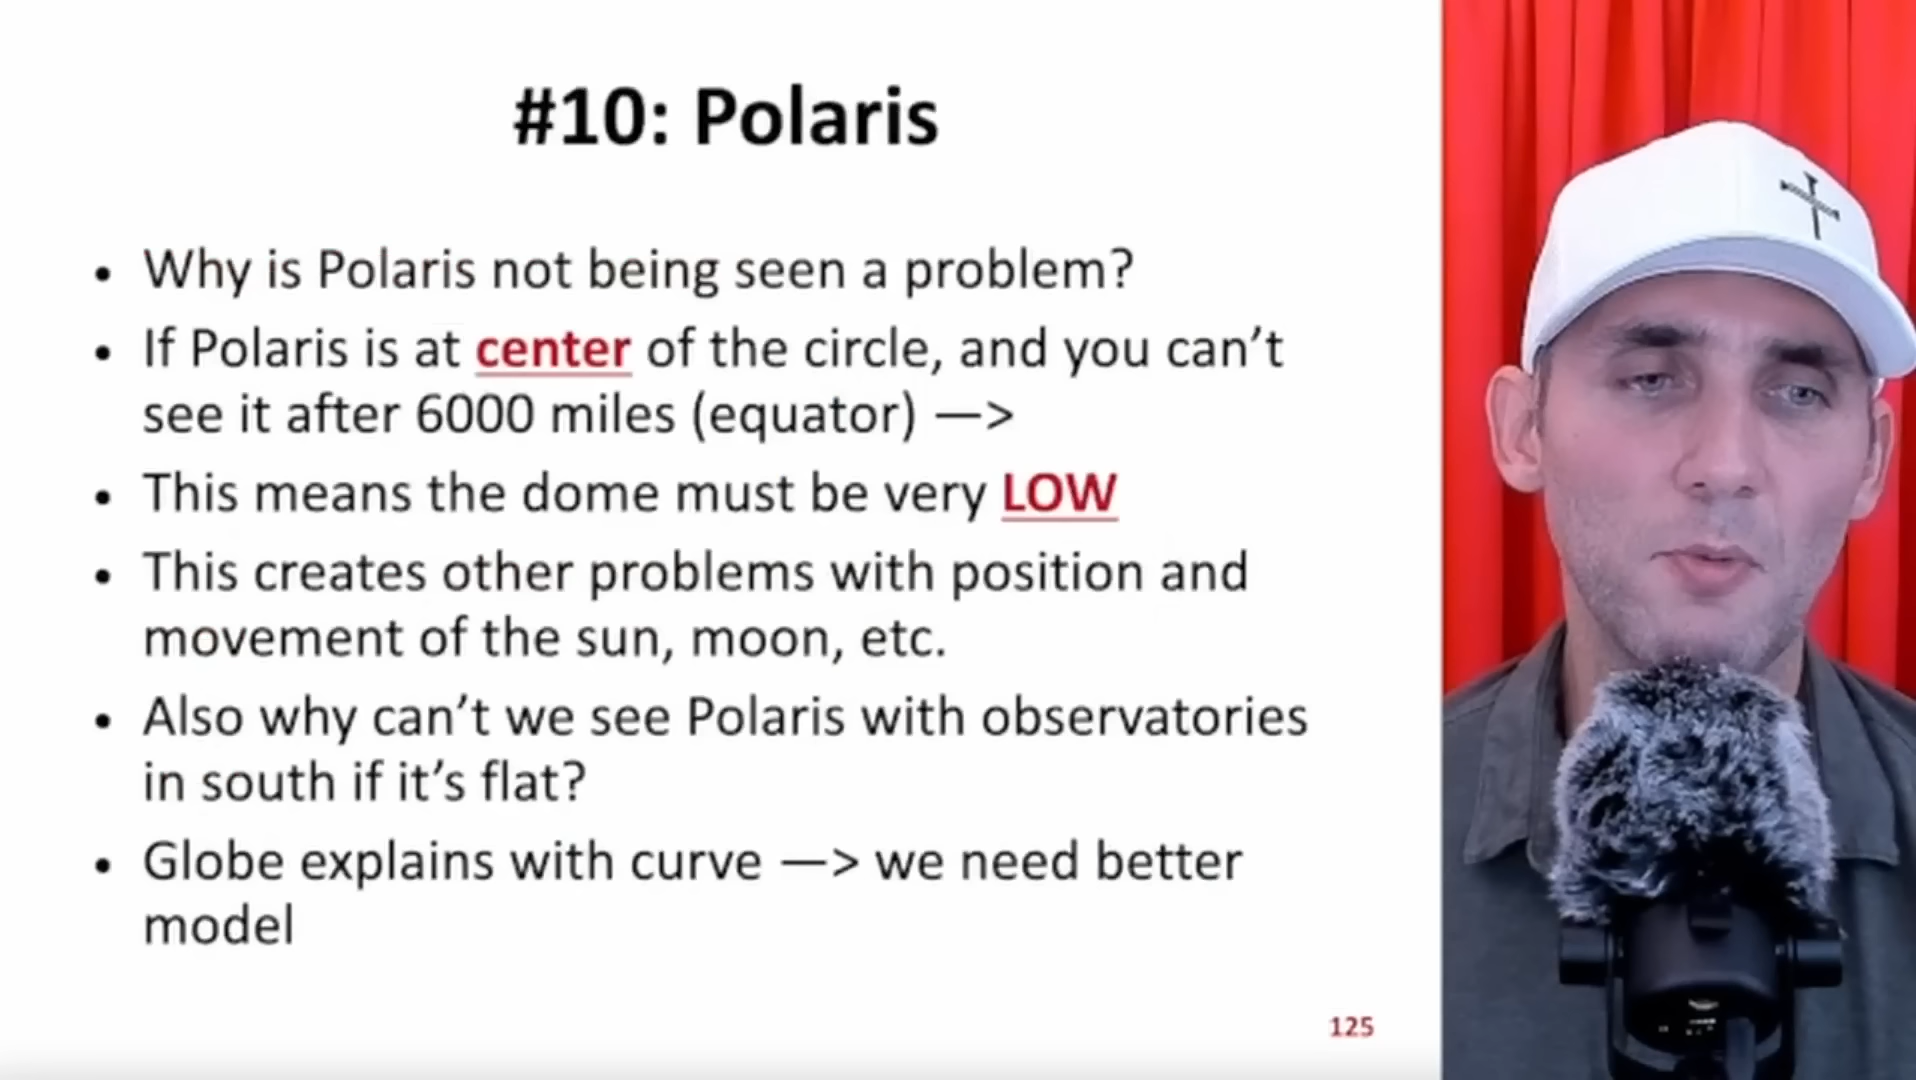 #10: Polaris
• Why is Polaris not being seen a problem?
• If Polaris is at center of the circle, and you can’t
see it after 6000 miles (equator) —>
• This means the dome must be very LOW
• This creates other problems with position and
movement of the sun, moon, etc.
• Also why can’t we see Polaris with observatories
in south if it’s flat?
• Globe explains with curve —> we need better
model
125